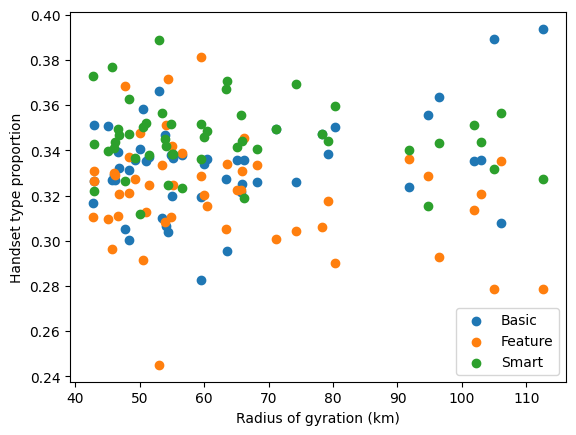 0.40
0.38
0.36
0.34
0.32
0.30
0.28
0.26
0.24
Handset type proportion
Basic
Feature
Smart
40 50 60 70 80 90 100 110
Radius of gyration (km)